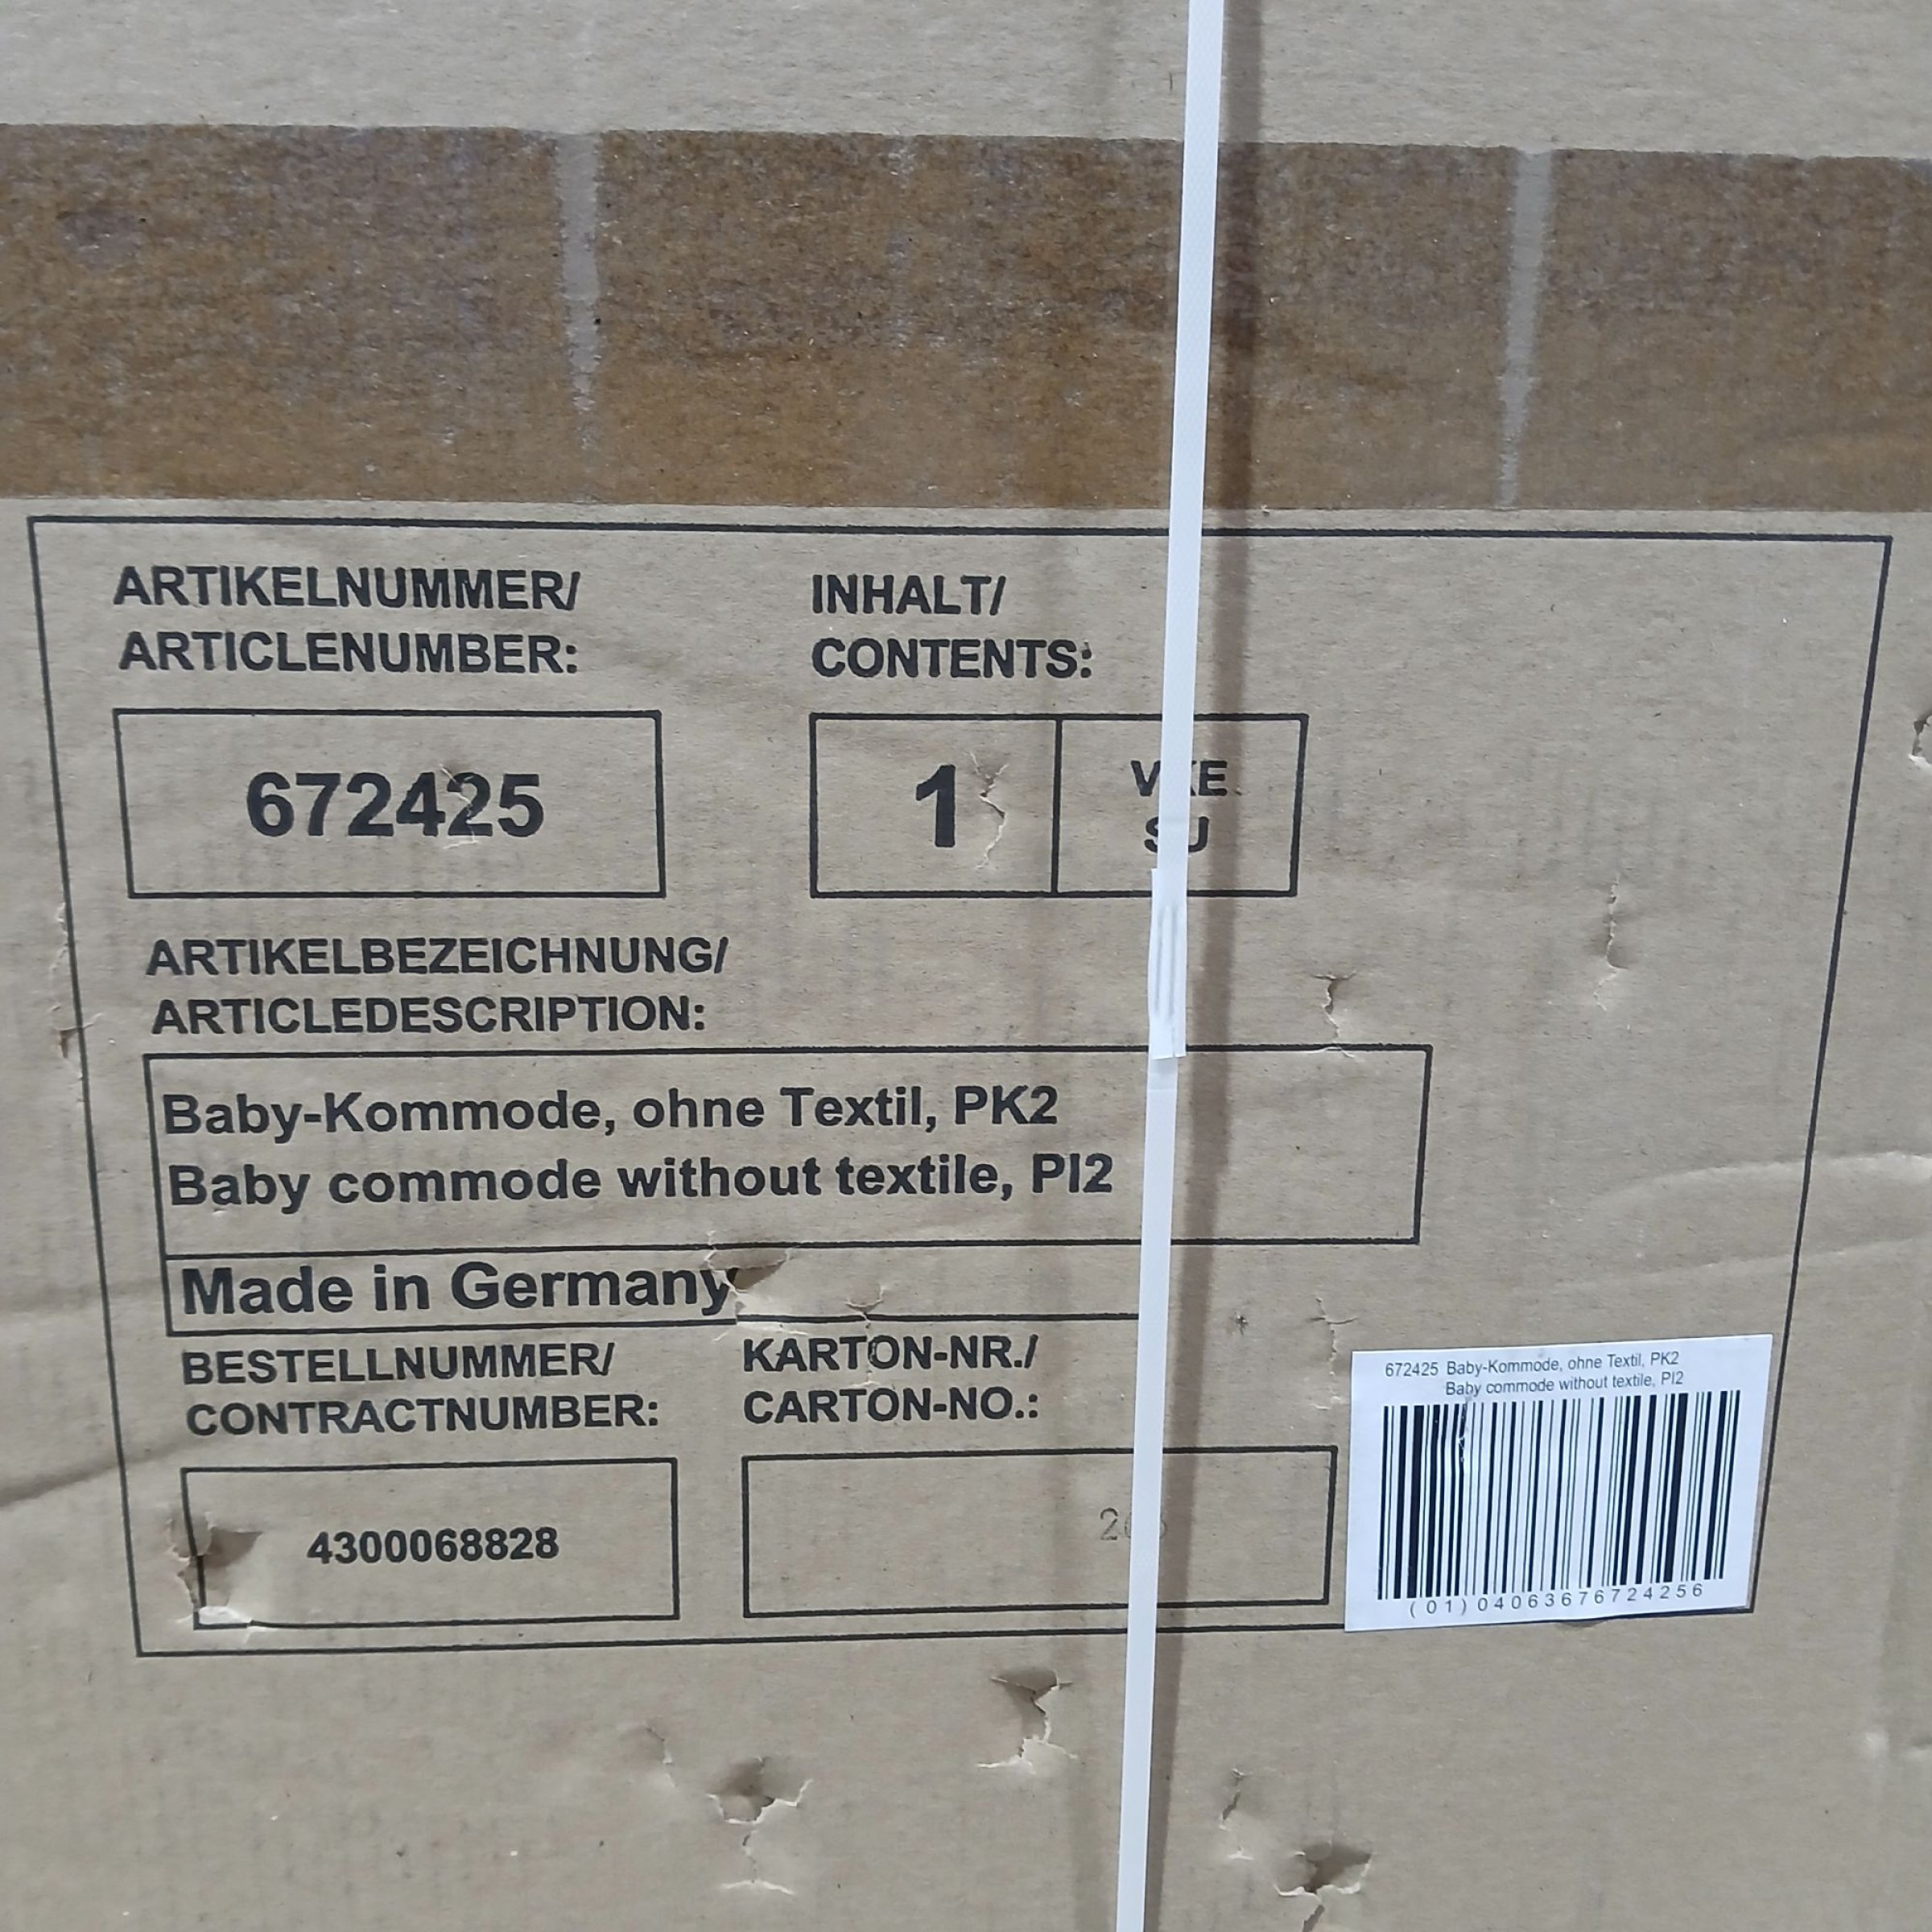 ARTIKELNUMMER/
ARTICLENUMBER:
INHALT/
CONTENTS:
672425
1
ARTIKELBEZEICHNUNG/
ARTICLEDESCRIPTION:
Baby-Kommode, ohne Textil, PK2
Baby commode without textile, PI2
Made in Germany
BESTELLNUMMER/
CONTRACTNUMBER:
KARTON-NR./
CARTON-NO.:
4300068828
672425 Baby-Kommode, ohne Textil, PK2
Baby commode without textile, PI2
(01)04063676724256